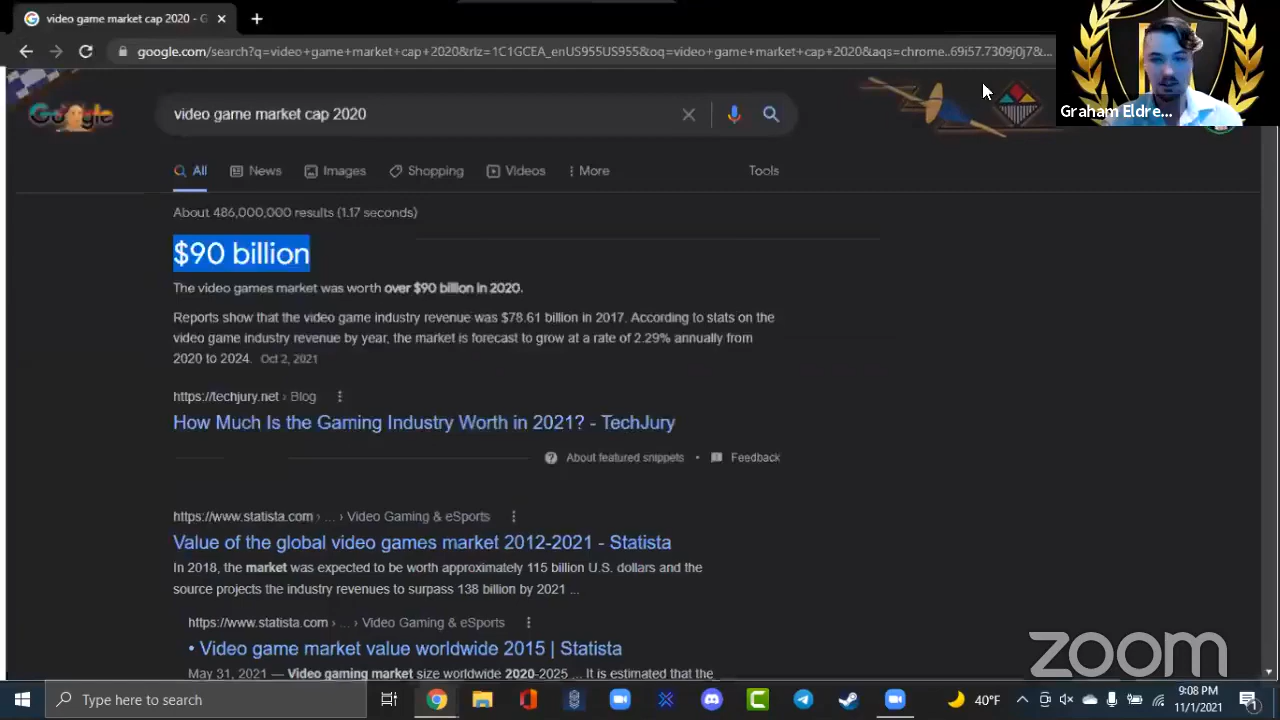 video game market cap 2020 - G
google.com/search?q=video+game+market+cap+2020&rlz=1C1GCEA_enUS955US955&oq=video+game+market+cap+2020&aqs=chrome..69i57.7309j0j7&...
Graham Eldre...
Google
video game market cap 2020
All News Images Shopping Videos More Tools
About 486,000,000 results (1.17 seconds)
$90 billion
The video games market was worth over $90 billion in 2020.
Reports show that the video game industry revenue was $78.61 billion in 2017. According to stats on the
video game industry revenue by year, the market is forecast to grow at a rate of 2.29% annually from
2020 to 2024. Oct 2, 2021
https://techjury.net › Blog
How Much Is the Gaming Industry Worth in 2021? - TechJury
About featured snippets • Feedback
https://www.statista.com › ... › Video Gaming & eSports
Value of the global video games market 2012-2021 - Statista
In 2018, the market was expected to be worth approximately 115 billion U.S. dollars and the
source projects the industry revenues to surpass 138 billion by 2021 ...
https://www.statista.com › ... › Video Gaming & eSports
• Video game market value worldwide 2015 | Statista
May 31, 2021 — Video gaming market size worldwide 2020-2025 ... It is estimated that the
zoom
Type here to search
40°F
9:08 PM
11/1/2021
1